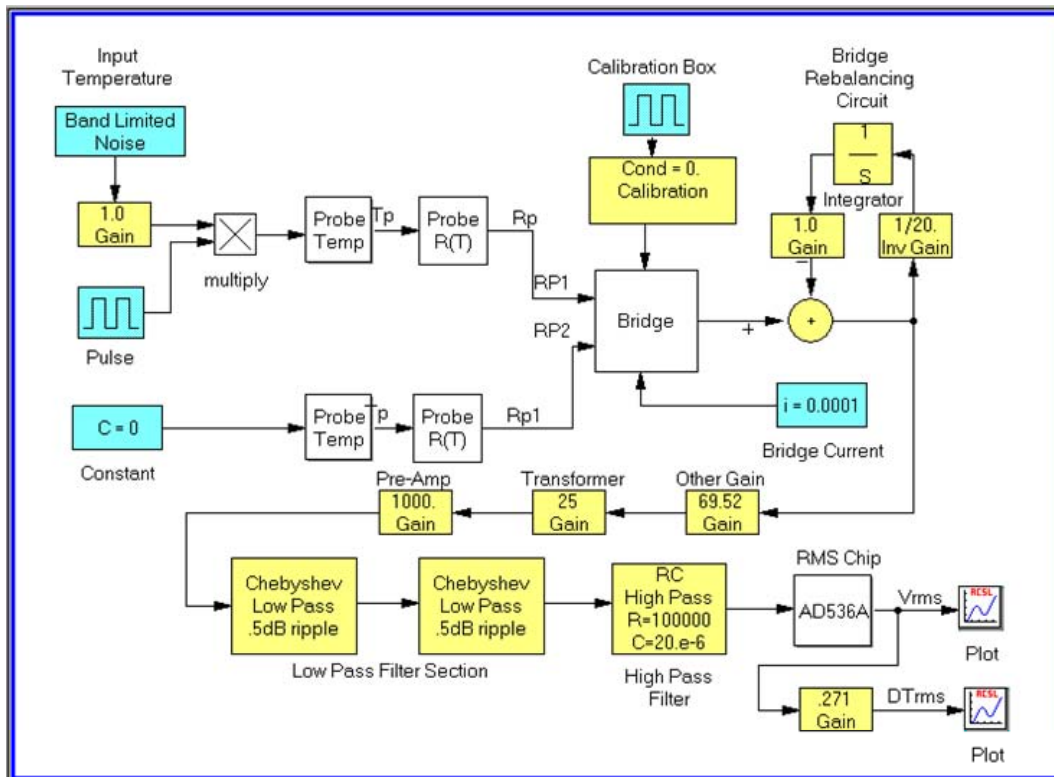 Input
Temperature
Band Limited
Noise
1.0
Gain
multiply
Pulse
C = 0
Constant
Probe
Temp
Tp
Probe
R(T)
Rp
RP1
Probe
Temp
Tp
Probe
R(T)
Rp1
RP2
Calibration Box
Cond = 0.
Calibration
Bridge
+
+
−
Bridge
Rebalancing
Circuit
1
S
Integrator
1.0
Gain
1/20.
Inv Gain
i = 0.0001
Bridge Current
Pre-Amp
1000.
Gain
Transformer
25
Gain
Other Gain
69.52
Gain
Chebyshev
Low Pass
.5dB ripple
Chebyshev
Low Pass
.5dB ripple
Low Pass Filter Section
RC
High Pass
R=100000
C=20.e-6
High Pass
Filter
RMS Chip
AD536A
Vrms
RCSL
Plot
.271
Gain
DTrms
RCSL
Plot